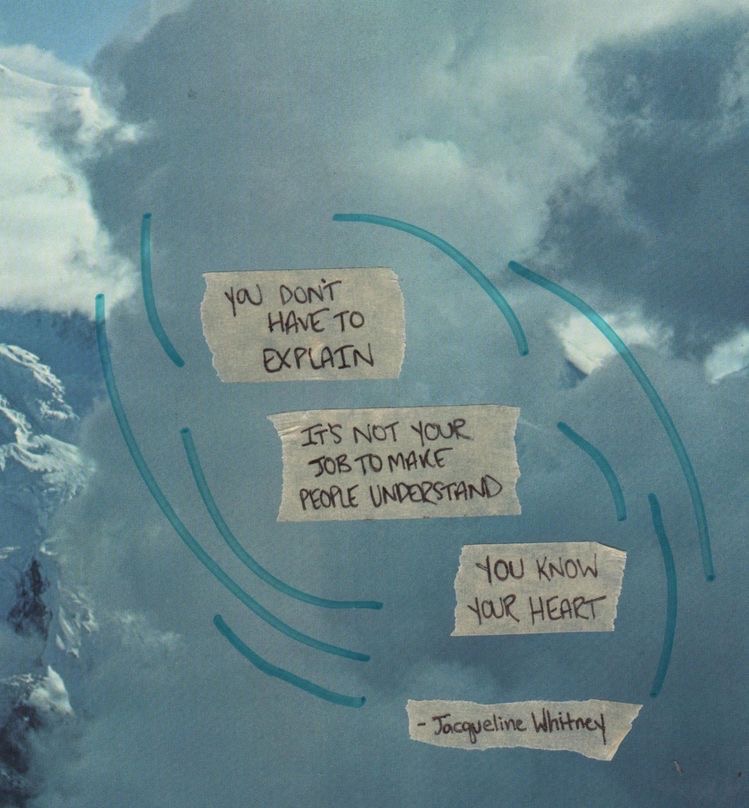 YOU DON'T
HAVE TO
EXPLAIN
IT'S NOT YOUR
JOB TO MAKE
PEOPLE UNDERSTAND
YOU KNOW
YOUR HEART
- Jacqueline Whitney